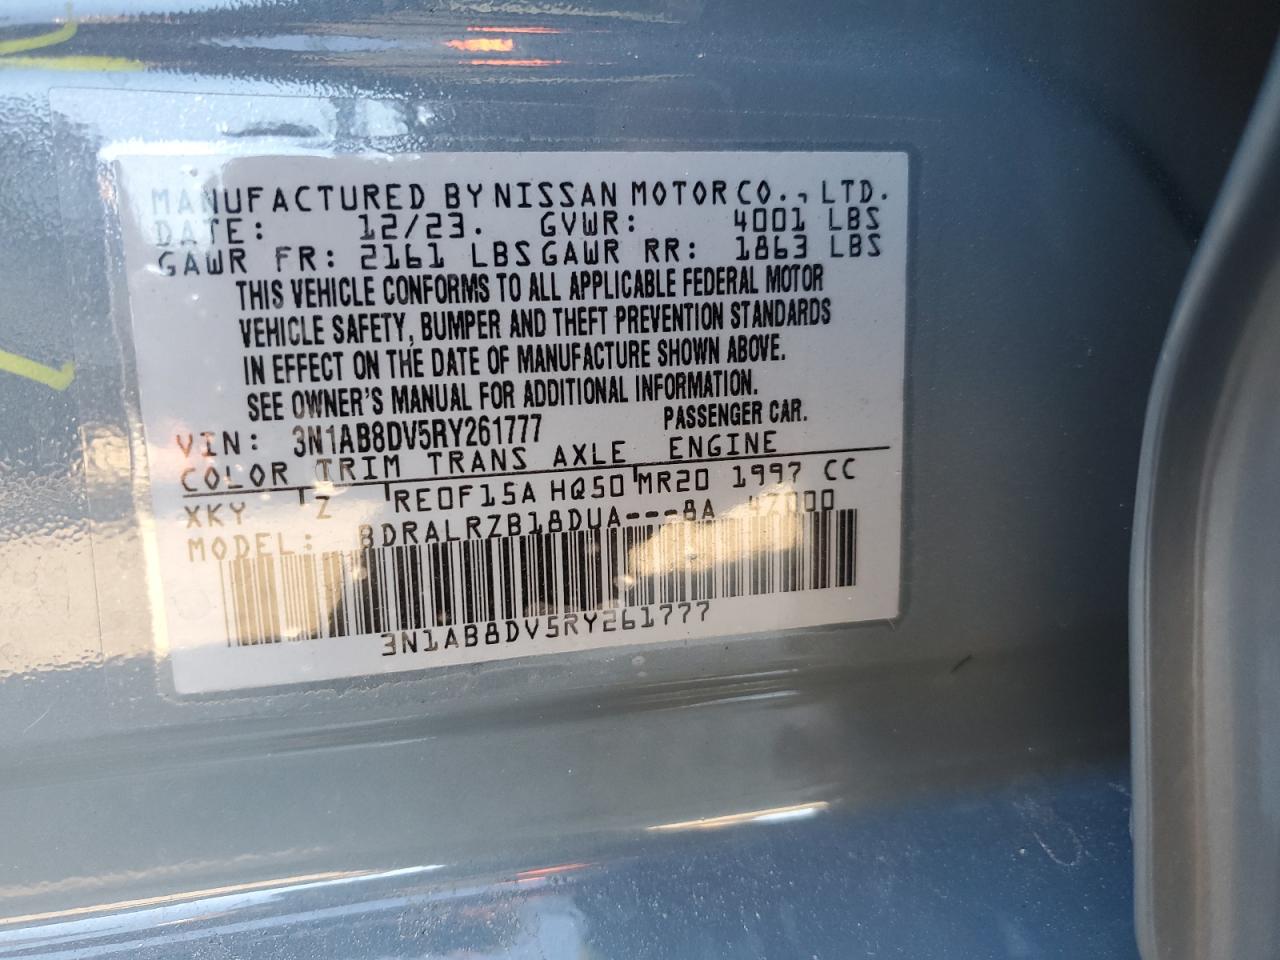 MANUFACTURED BY NISSAN MOTOR CO., LTD.
DATE: 12/23. GVWR: 4001 LBS
GAWR FR: 2161 LBS GAWR RR: 1863 LBS
THIS VEHICLE CONFORMS TO ALL APPLICABLE FEDERAL MOTOR
VEHICLE SAFETY, BUMPER AND THEFT PREVENTION STANDARDS
IN EFFECT ON THE DATE OF MANUFACTURE SHOWN ABOVE.
SEE OWNER'S MANUAL FOR ADDITIONAL INFORMATION.
VIN: 3N1AB8DV5RY261777 PASSENGER CAR.
COLOR TRIM TRANS AXLE ENGINE
XKY Z RE0F15A HQ50 MR20 1997 CC
MODEL: BDRALRZB18DUA---8A 4Z000
3N1AB8DV5RY261777